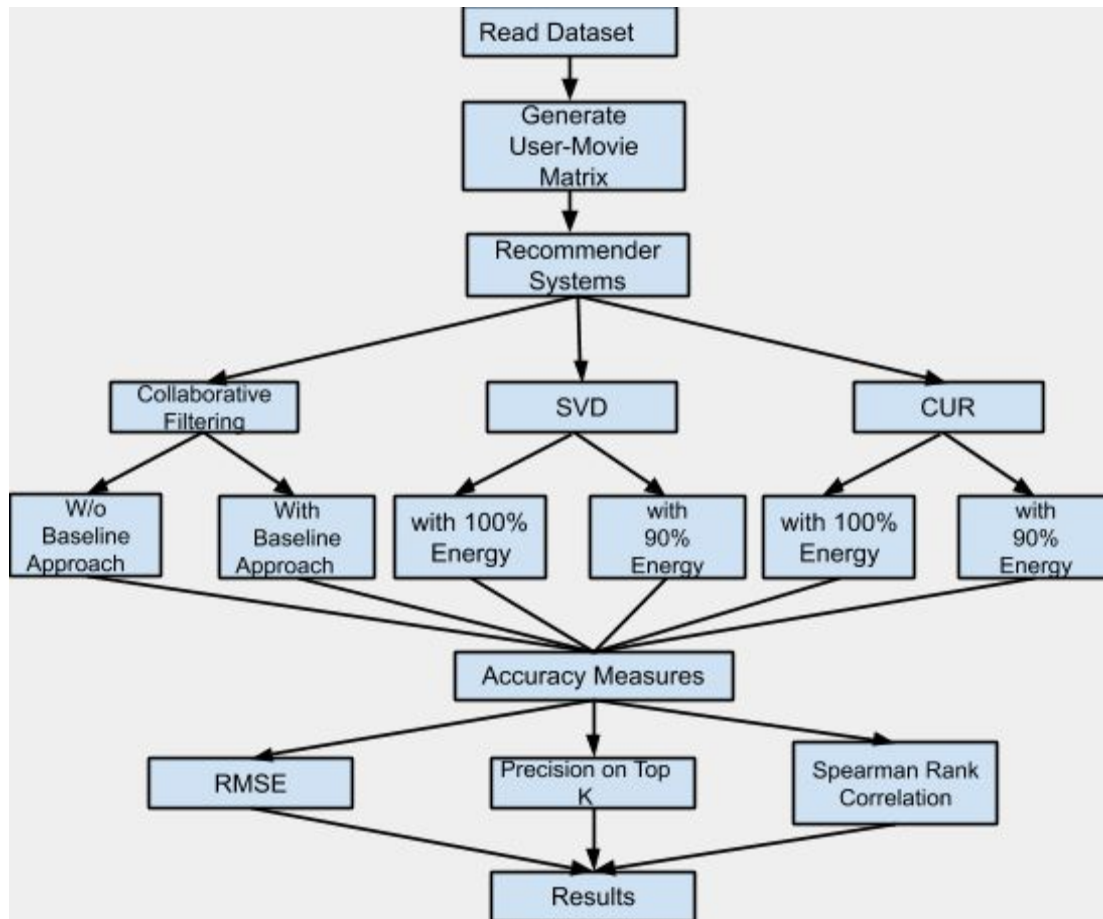 Read Dataset
Generate
User-Movie
Matrix
Recommender
Systems
Collaborative
Filtering
SVD
CUR
W/o
Baseline
Approach
With
Baseline
Approach
with 100%
Energy
with
90%
Energy
with 100%
Energy
with
90%
Energy
Accuracy Measures
RMSE
Precision on Top
K
Spearman Rank
Correlation
Results